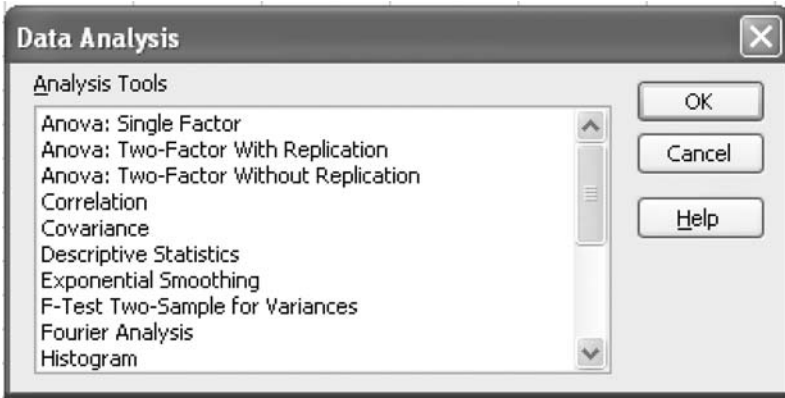 Data Analysis
Analysis Tools
Anova: Single Factor
Anova: Two-Factor With Replication
Anova: Two-Factor Without Replication
Correlation
Covariance
Descriptive Statistics
Exponential Smoothing
F-Test Two-Sample for Variances
Fourier Analysis
Histogram
OK
Cancel
Help